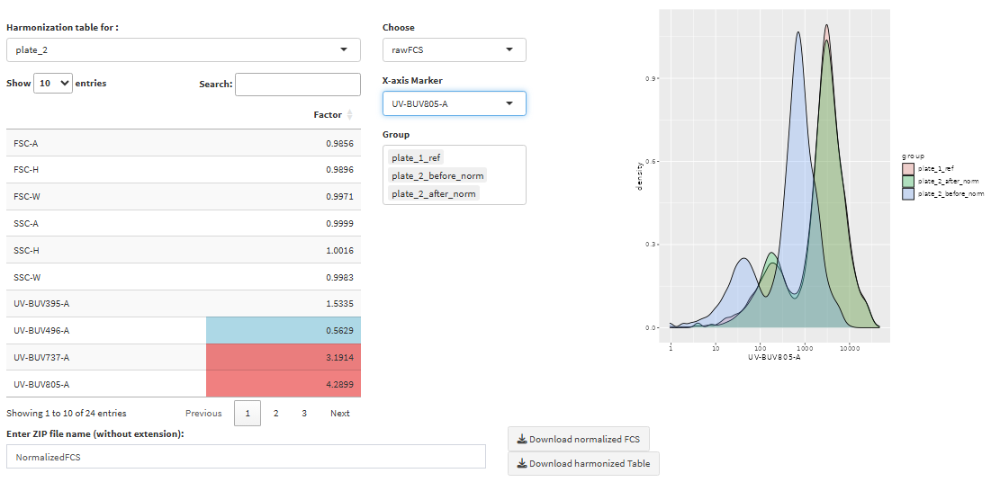 Harmonization table for :
plate_2
Show 10 entries
Search:
Factor
FSC-A 0.9856
FSC-H 0.9896
FSC-W 0.9971
SSC-A 0.9999
SSC-H 1.0016
SSC-W 0.9983
UV-BUV395-A 1.5335
UV-BUV496-A 0.5629
UV-BUV737-A 3.1914
UV-BUV805-A 4.2899
Showing 1 to 10 of 24 entries
Previous 1 2 3 Next
Enter ZIP file name (without extension):
NormalizedFCS
Choose
rawFCS
X-axis Marker
UV-BUV805-A
Group
plate_1_ref
plate_2_before_norm
plate_2_after_norm
Download normalized FCS
Download harmonized Table
density
0.9
0.6
0.3
0.0
1 10 100 1000 10000
UV-BUV805-A
group
plate_1_ref
plate_2_after_norm
plate_2_before_norm